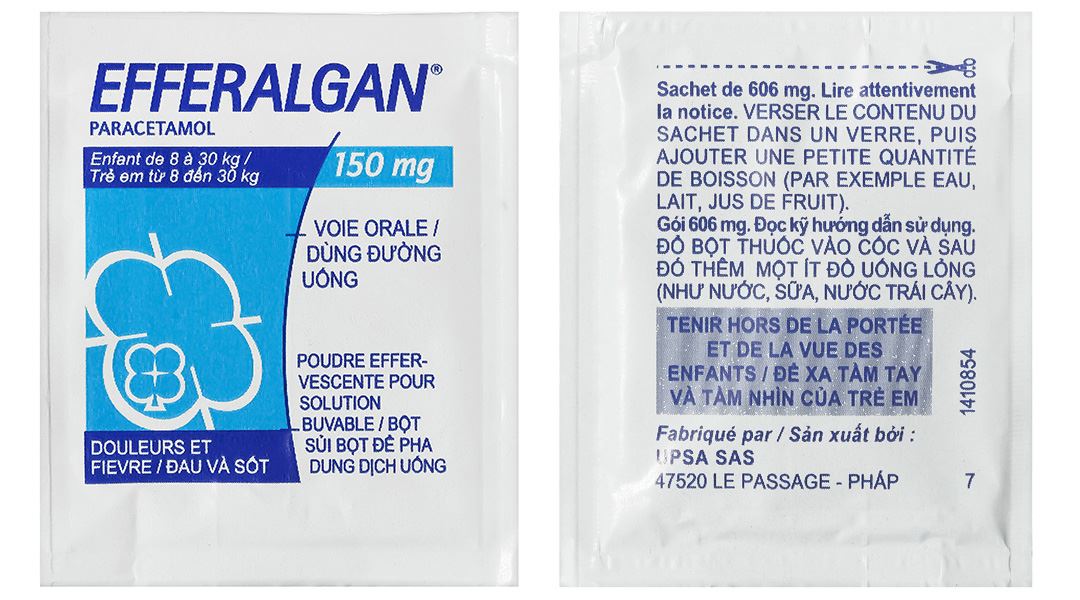 EFFERALGAN®
PARACETAMOL
Enfant de 8 à 30 kg /
Trẻ em từ 8 đến 30 kg
150 mg
VOIE ORALE /
DÙNG ĐƯỜNG
UỐNG
POUDRE EFFER-
VESCENTE POUR
SOLUTION
BUVABLE / BỘT
SỦI BỌT ĐỂ PHA
DUNG DỊCH UỐNG
DOULEURS ET
FIEVRE / ĐAU VÀ SỐT
Sachet de 606 mg. Lire attentivement
la notice. VERSER LE CONTENU DU
SACHET DANS UN VERRE, PUIS
AJOUTER UNE PETITE QUANTITÉ
DE BOISSON (PAR EXEMPLE EAU,
LAIT, JUS DE FRUIT).
Gói 606 mg. Đọc kỹ hướng dẫn sử dụng.
ĐỔ BỘT THUỐC VÀO CỐC VÀ SAU
ĐÓ THÊM MỘT ÍT ĐỒ UỐNG LỎNG
(NHƯ NƯỚC, SỮA, NƯỚC TRÁI CÂY).
TENIR HORS DE LA PORTÉE
ET DE LA VUE DES
ENFANTS / ĐỂ XA TẦM TAY
VÀ TẦM NHÌN CỦA TRẺ EM
1410854
Fabriqué par / Sản xuất bởi :
UPSA SAS
47520 LE PASSAGE - PHÁP
7